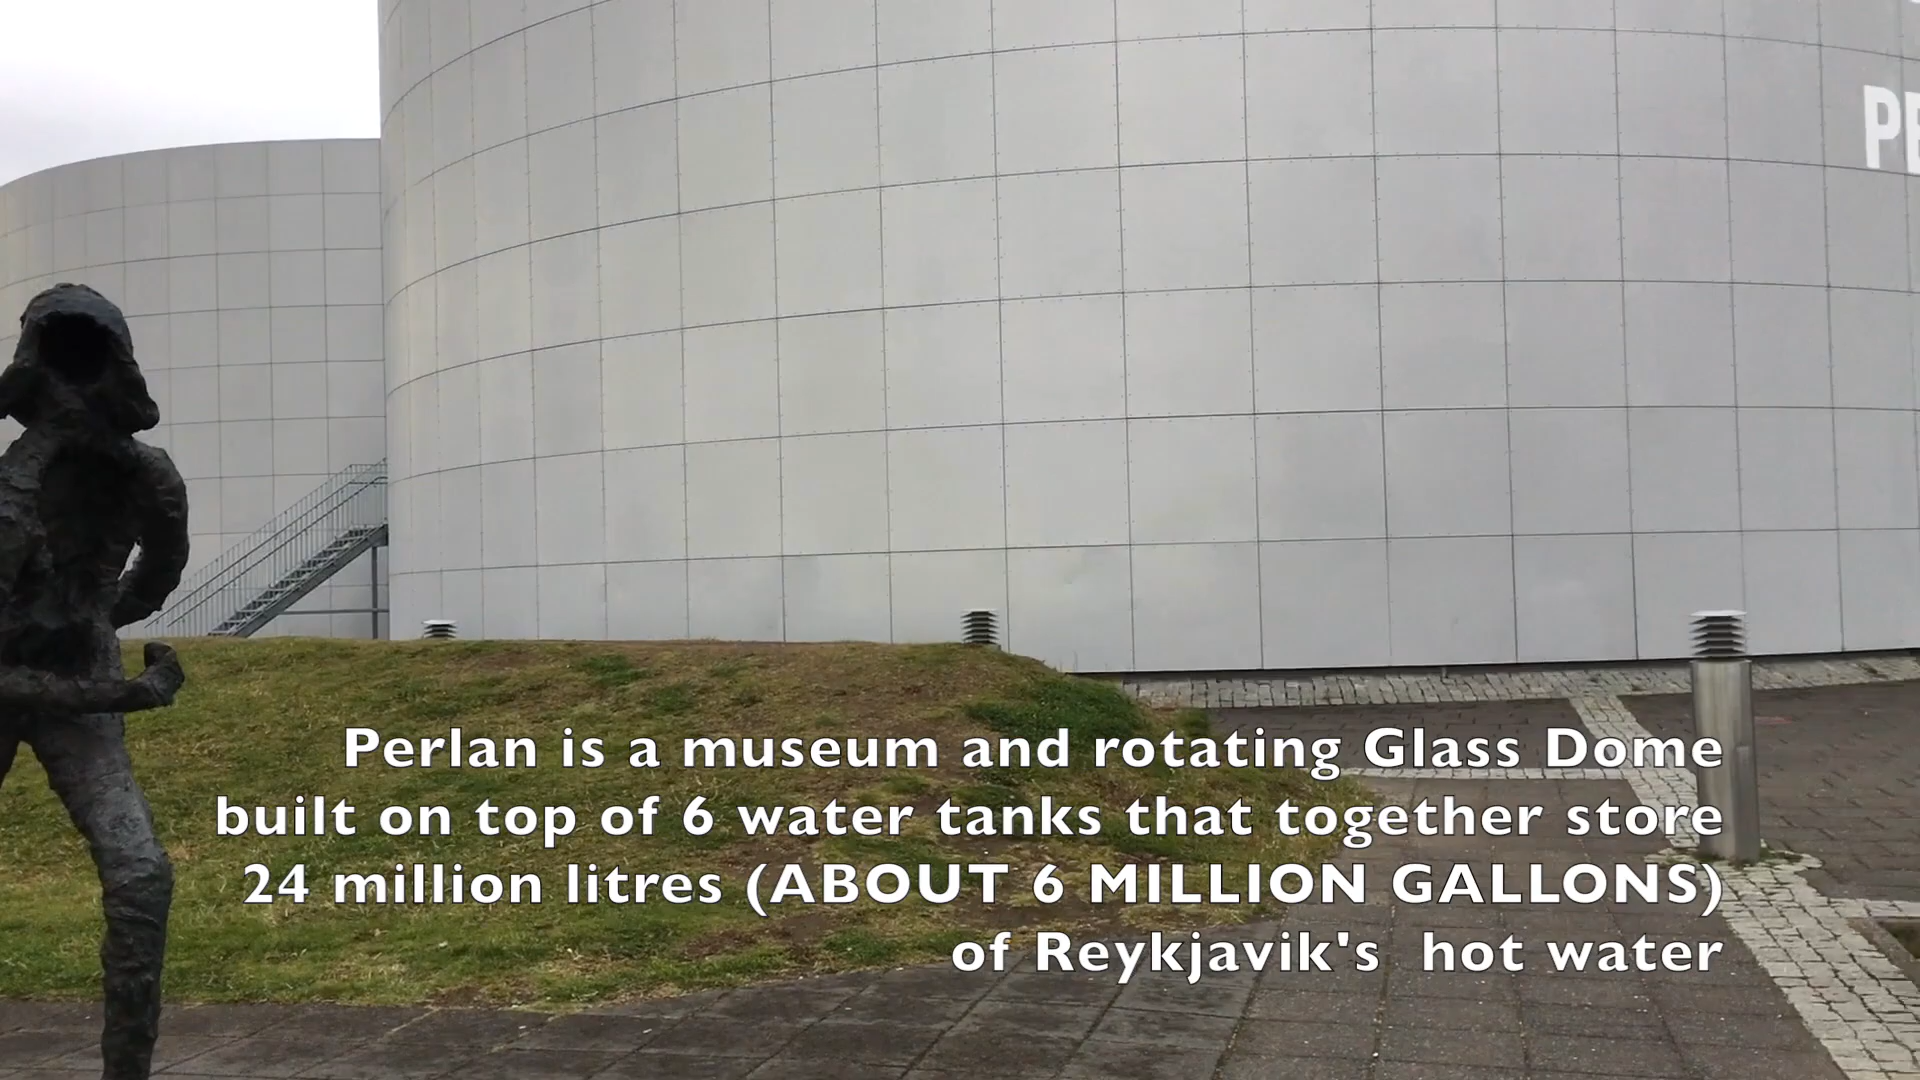 PE
Perlan is a museum and rotating Glass Dome
built on top of 6 water tanks that together store
24 million litres (ABOUT 6 MILLION GALLONS)
of Reykjavik's  hot water